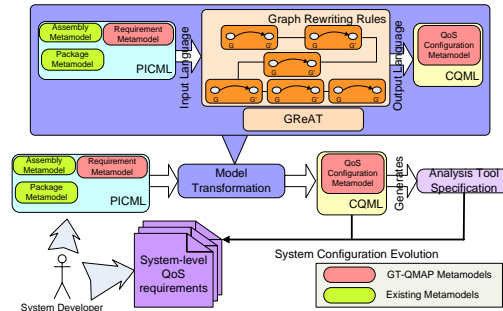 Assembly
Metamodel
Requirement
Metamodel
Package
Metamodel
PICML
Input Language
Graph Rewriting Rules
G G'
G G'
G G'
G G'
G G'
G G'
GReAT
Output Language
QoS
Configuration
Metamodel
CQML
Assembly
Metamodel
Requirement
Metamodel
Package
Metamodel
PICML
Model
Transformation
QoS
Configuration
Metamodel
CQML
Generates
Analysis Tool
Specification
System Developer
System-level
QoS
requirements
System Configuration Evolution
GT-QMAP Metamodels
Existing Metamodels